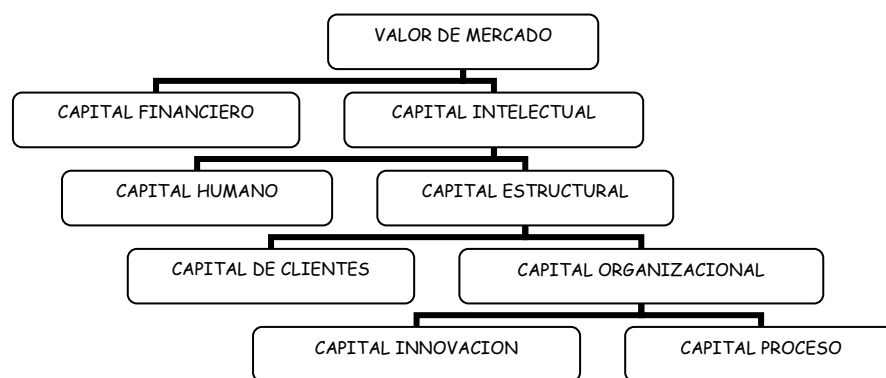 VALOR DE MERCADO
CAPITAL FINANCIERO
CAPITAL INTELECTUAL
CAPITAL HUMANO
CAPITAL ESTRUCTURAL
CAPITAL DE CLIENTES
CAPITAL ORGANIZACIONAL
CAPITAL INNOVACION
CAPITAL PROCESO